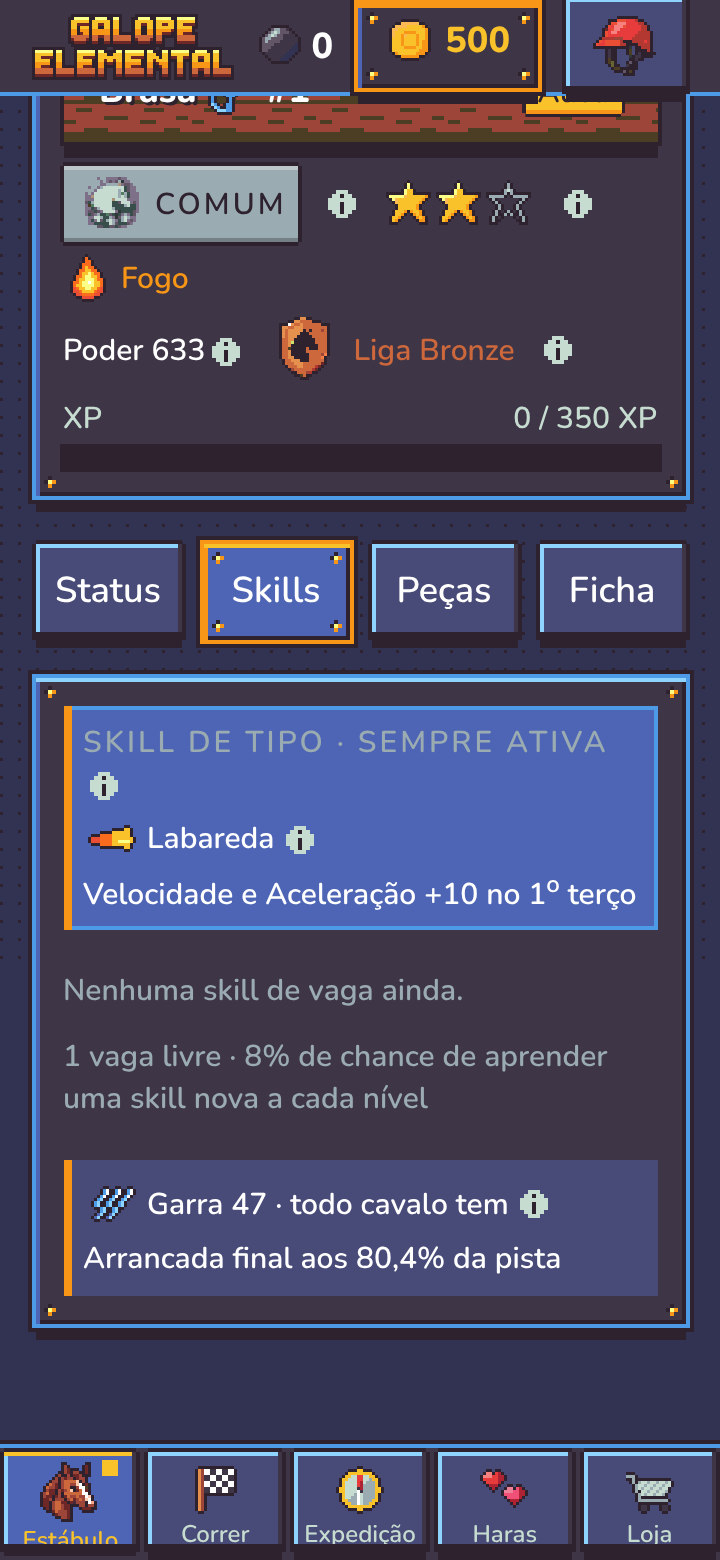 GALOPE
ELEMENTAL
0
500
Brasa #1
COMUM
Fogo
Poder 633
Liga Bronze
XP
0 / 350 XP
Status
Skills
Peças
Ficha
SKILL DE TIPO · SEMPRE ATIVA
Labareda
Velocidade e Aceleração +10 no 1º terço
Nenhuma skill de vaga ainda.
1 vaga livre · 8% de chance de aprender
uma skill nova a cada nível
Garra 47 · todo cavalo tem
Arrancada final aos 80,4% da pista
Estábulo
Correr
Expedição
Haras
Loja